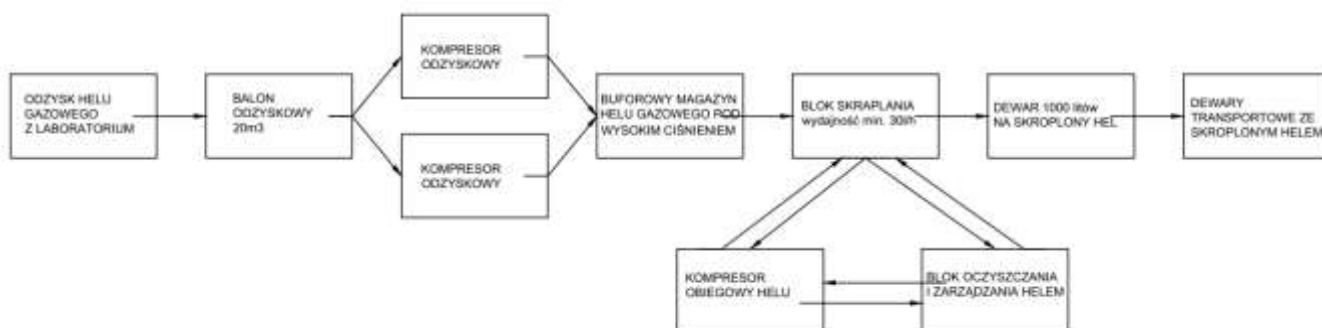 ODZYSK HELU
GAZOWEGO
Z LABORATORIUM
BALON
ODZYSKOWY
20m3
KOMPRESOR
ODZYSKOWY
KOMPRESOR
ODZYSKOWY
BUFOROWY MAGAZYN
HELU GAZOWEGO POD
WYSOKIM CIŚNIENIEM
BLOK SKRAPLANIA
wydajność min. 30l/h
DEWAR 1000 litów
NA SKROPLONY HEL
DEWARY
TRANSPORTOWE ZE
SKROPLONYM HELEM
KOMPRESOR
OBIEGOWY HELU
BLOK OCZYSZCZANIA
I ZARZĄDZANIA HELEM